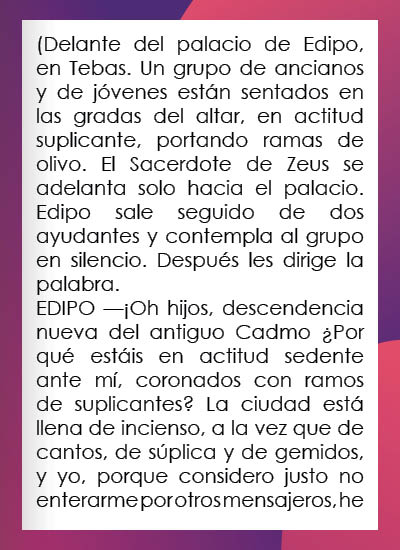 (Delante del palacio de Edipo,
en Tebas. Un grupo de ancianos
y de jóvenes están sentados en
las gradas del altar, en actitud
suplicante, portando ramas de
olivo. El Sacerdote de Zeus se
adelanta solo hacia el palacio.
Edipo sale seguido de dos
ayudantes y contempla al grupo
en silencio. Después les dirige la
palabra.
EDIPO —¡Oh hijos, descendencia
nueva del antiguo Cadmo ¿Por
qué estáis en actitud sedente
ante mí, coronados con ramos
de suplicantes? La ciudad está
llena de incienso, a la vez que de
cantos, de súplica y de gemidos,
y yo, porque considero justo no
enterarme por otros mensajeros, he